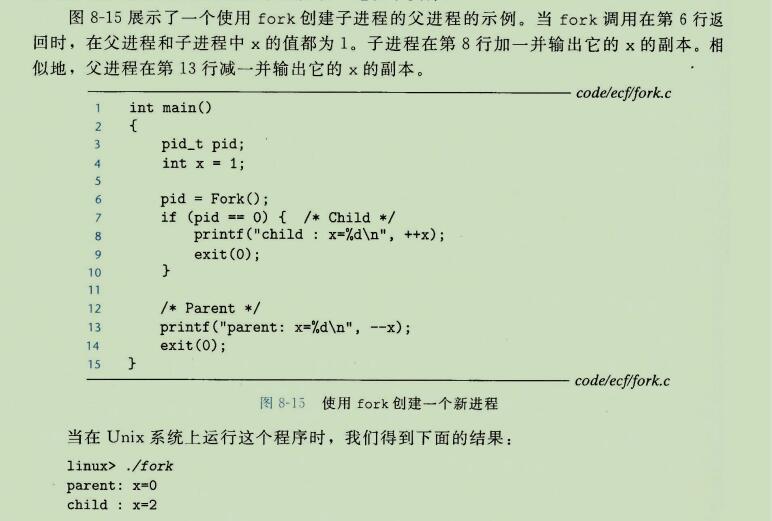 图 8-15 展示了一个使用 fork 创建子进程的父进程的示例。当 fork 调用在第 6 行返
回时，在父进程和子进程中 x 的值都为 1。子进程在第 8 行加一并输出它的 x 的副本。相
似地，父进程在第 13 行减一并输出它的 x 的副本。
code/ecf/fork.c
1 int main()
2 {
3     pid_t pid;
4     int x = 1;
5
6     pid = Fork();
7     if (pid == 0) {  /* Child */
8         printf("child : x=%d\n", ++x);
9         exit(0);
10     }
11
12     /* Parent */
13     printf("parent: x=%d\n", --x);
14     exit(0);
15 }
code/ecf/fork.c
图 8-15 使用 fork 创建一个新进程
当在 Unix 系统上运行这个程序时，我们得到下面的结果：
linux> ./fork
parent: x=0
child : x=2